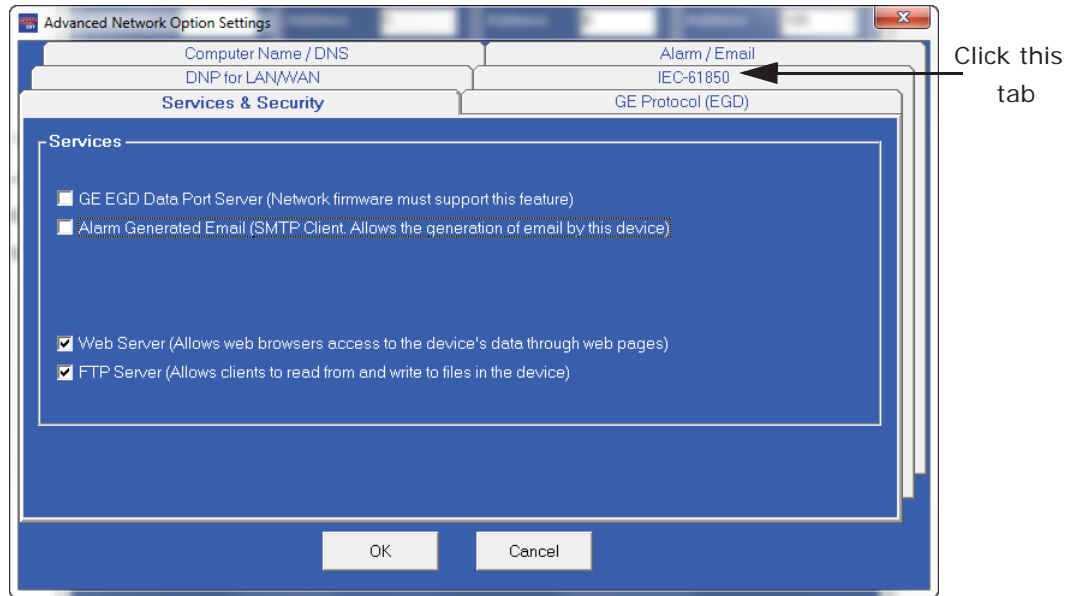 Advanced Network Option Settings
Computer Name / DNS
Alarm / Email
DNP for LAN/WAN
IEC-61850
Services & Security
GE Protocol (EGD)
Click this
tab
Services
GE EGD Data Port Server (Network firmware must support this feature)
Alarm Generated Email (SMTP Client. Allows the generation of email by this device)
Web Server (Allows web browsers access to the device's data through web pages)
FTP Server (Allows clients to read from and write to files in the device)
OK
Cancel